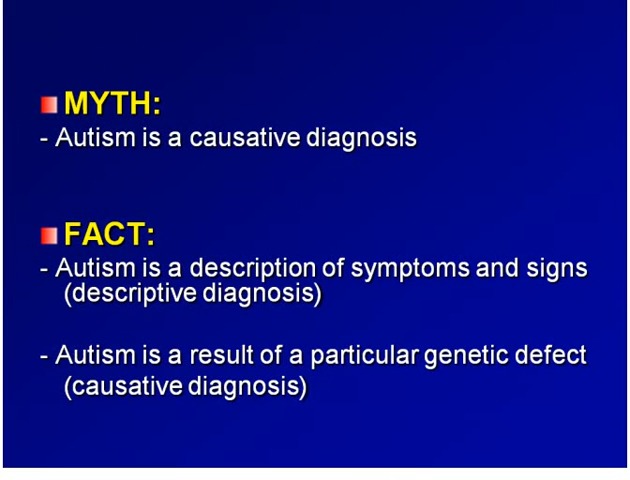 MYTH:
- Autism is a causative diagnosis
FACT:
- Autism is a description of symptoms and signs
(descriptive diagnosis)
- Autism is a result of a particular genetic defect
(causative diagnosis)